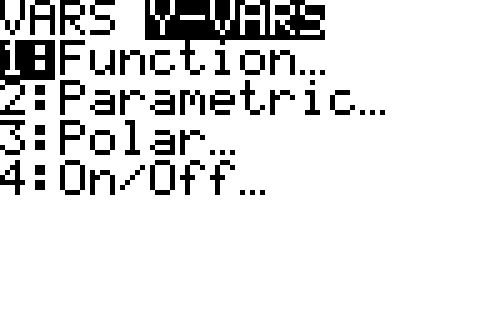 VARS Y-VARS
1:Function…
2:Parametric…
3:Polar…
4:On/Off…